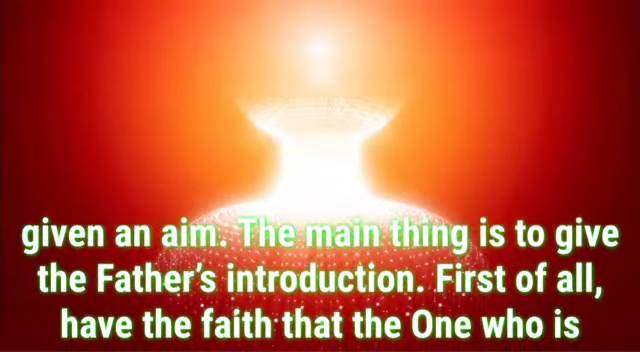 given an aim. The main thing is to give
the Father’s introduction. First of all,
have the faith that the One who is